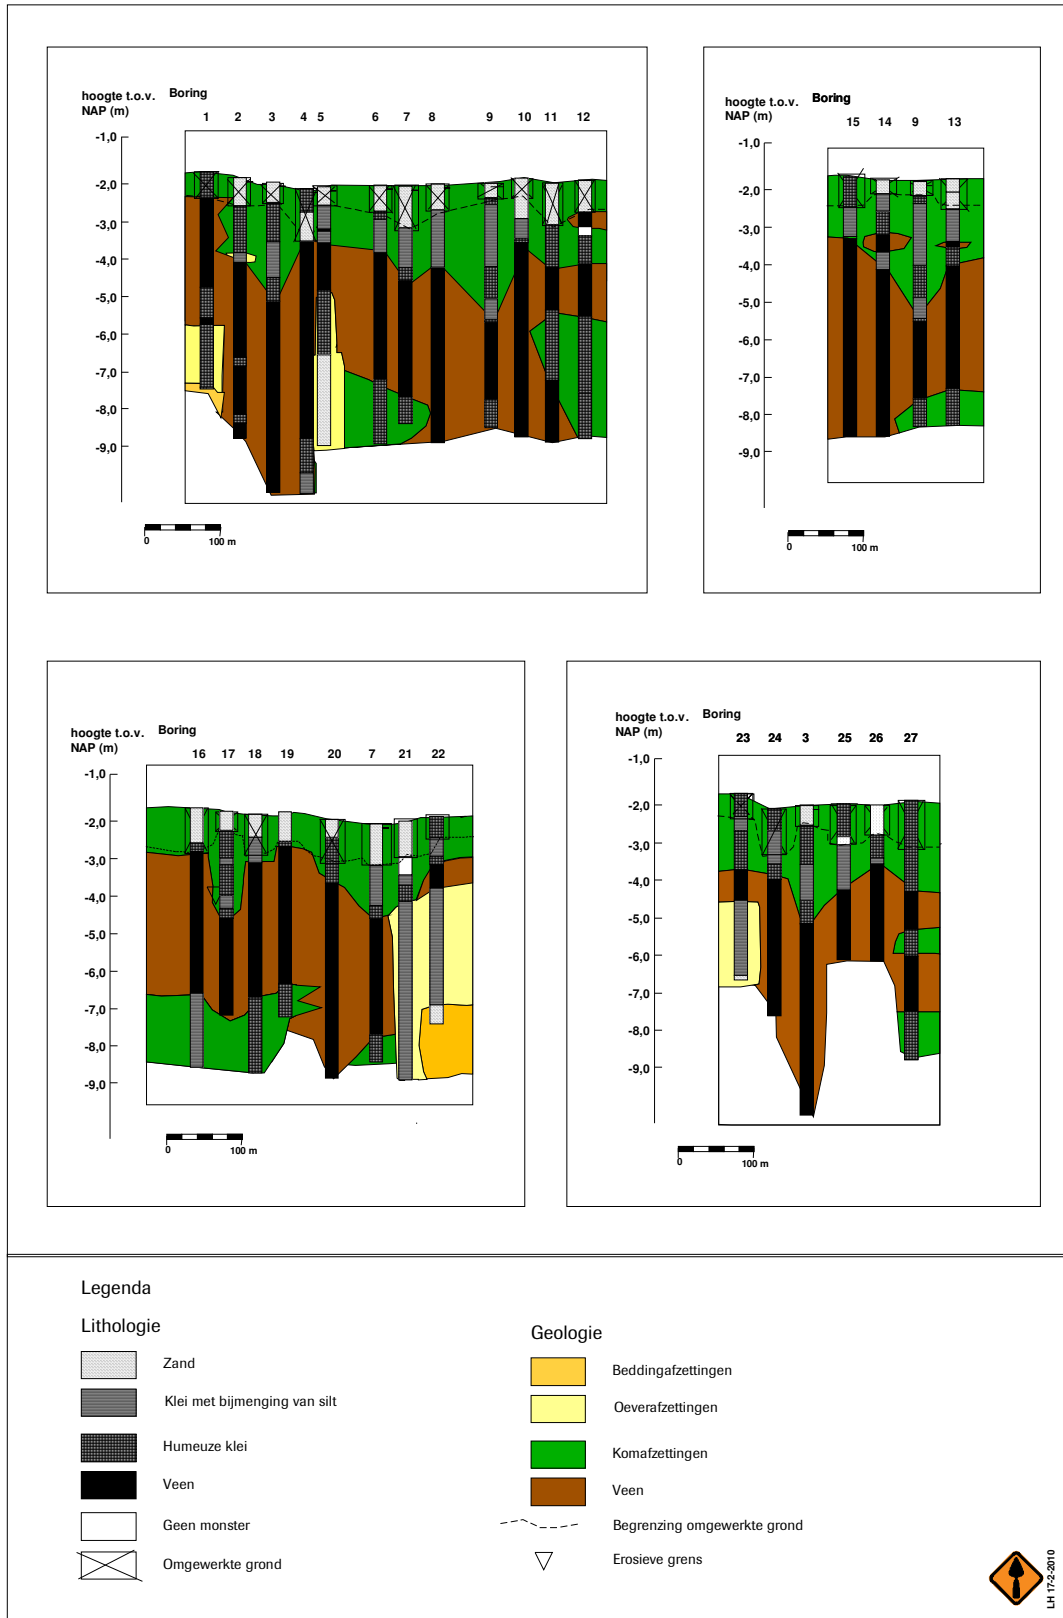 hoogte t.o.v. Boring
NAP (m)
1 2 3 4 5 6 7 8 9 10 11 12
-1,0
-2,0
-3,0
-4,0
-5,0
-6,0
-7,0
-8,0
-9,0
0 100 m
hoogte t.o.v. Boring
NAP (m)
15 14 9 13
-1,0
-2,0
-3,0
-4,0
-5,0
-6,0
-7,0
-8,0
-9,0
0 100 m
hoogte t.o.v. Boring
NAP (m)
16 17 18 19 20 7 21 22
-1,0
-2,0
-3,0
-4,0
-5,0
-6,0
-7,0
-8,0
-9,0
0 100 m
hoogte t.o.v. Boring
NAP (m)
23 24 3 25 26 27
-1,0
-2,0
-3,0
-4,0
-5,0
-6,0
-7,0
-8,0
-9,0
0 100 m
Legenda
Lithologie
Zand
Klei met bijmenging van silt
Humeuze klei
Veen
Geen monster
Omgewerkte grond
Geologie
Beddingafzettingen
Oeverafzettingen
Komafzettingen
Veen
Begrenzing omgewerkte grond
Erosieve grens
LH 17-2-2010